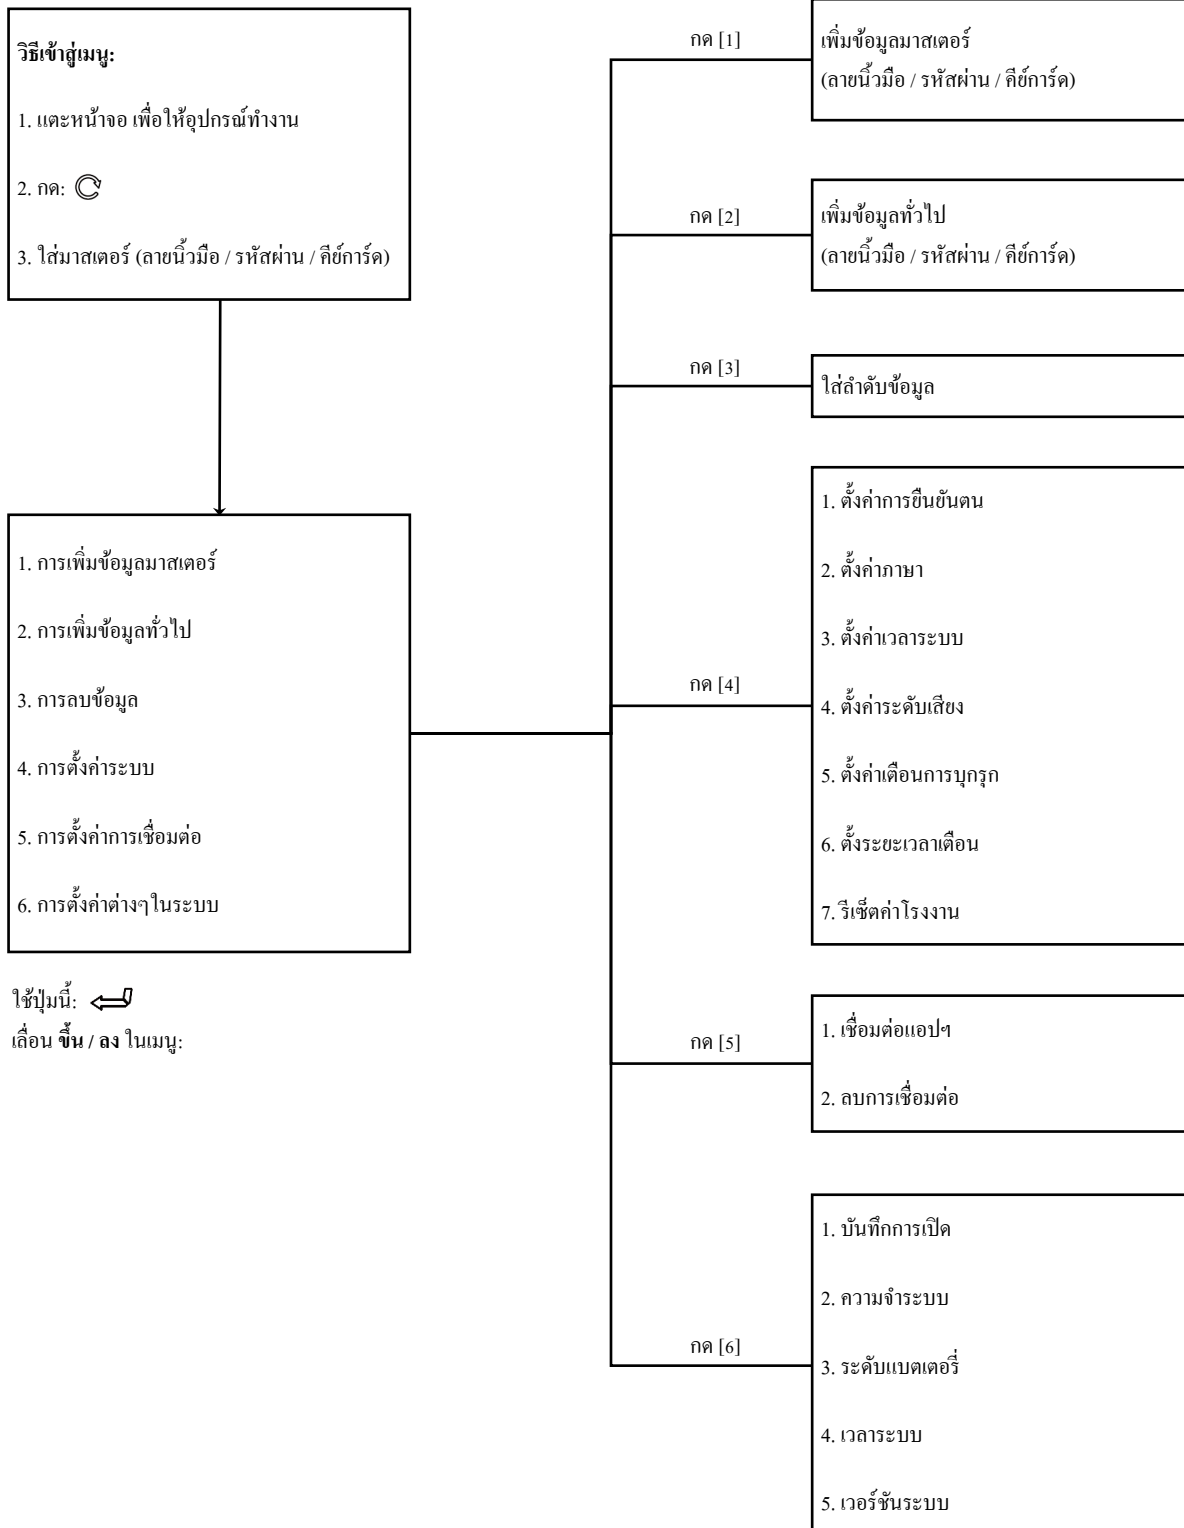 วิธีเข้าสู่เมนู:
1. แตะหน้าจอ เพื่อให้อุปกรณ์ทำงาน
2. กด:
3. ใส่มาสเตอร์ (ลายนิ้วมือ / รหัสผ่าน / คีย์การ์ด)
1. การเพิ่มข้อมูลมาสเตอร์
2. การเพิ่มข้อมูลทั่วไป
3. การลบข้อมูล
4. การตั้งค่าระบบ
5. การตั้งค่าการเชื่อมต่อ
6. การตั้งค่าต่างๆในระบบ
ใช้ปุ่มนี้:
เลื่อน ขึ้น / ลง ในเมนู:
กด [1]
เพิ่มข้อมูลมาสเตอร์
(ลายนิ้วมือ / รหัสผ่าน / คีย์การ์ด)
กด [2]
เพิ่มข้อมูลทั่วไป
(ลายนิ้วมือ / รหัสผ่าน / คีย์การ์ด)
กด [3]
ใส่ลำดับข้อมูล
กด [4]
1. ตั้งค่าการยืนยันตน
2. ตั้งค่าภาษา
3. ตั้งค่าเวลาระบบ
4. ตั้งค่าระดับเสียง
5. ตั้งค่าเตือนการบุกรุก
6. ตั้งระยะเวลาเตือน
7. รีเซ็ตค่าโรงงาน
กด [5]
1. เชื่อมต่อแอปฯ
2. ลบการเชื่อมต่อ
กด [6]
1. บันทึกการเปิด
2. ความจำระบบ
3. ระดับแบตเตอรี่
4. เวลาระบบ
5. เวอร์ชันระบบ